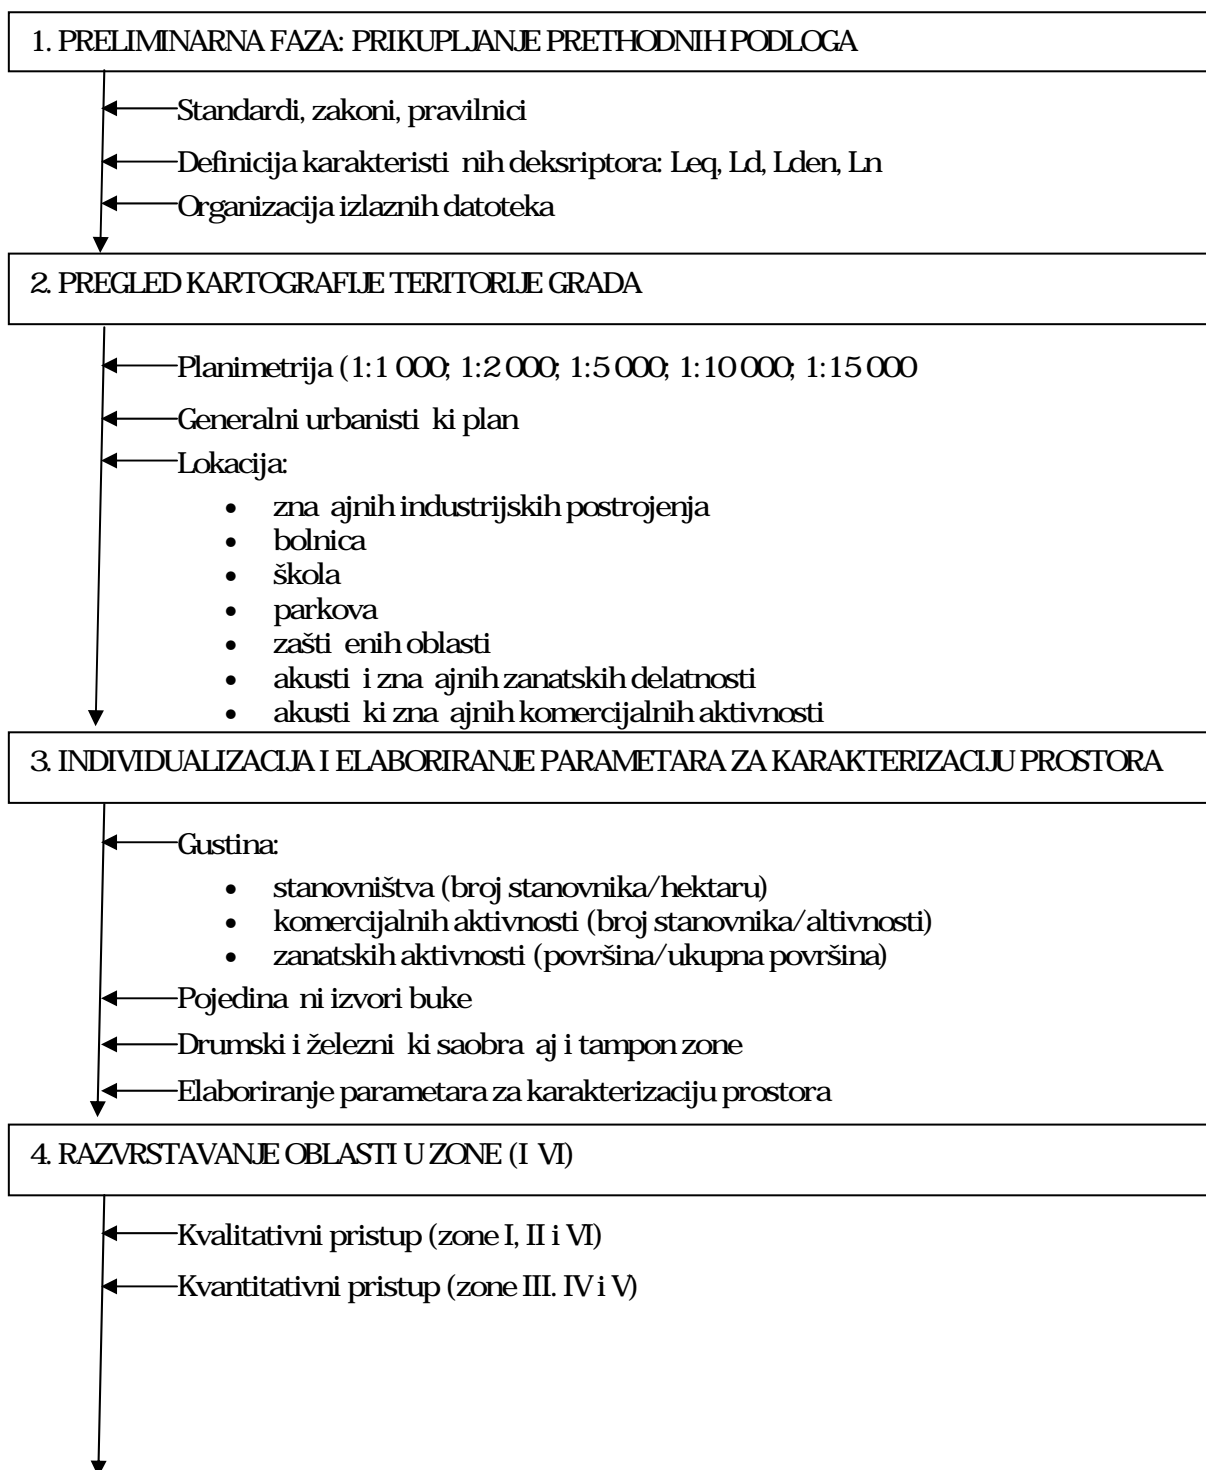 1. PRELIMINARNA FAZA: PRIKUPLJANJE PRETHODNIH PODLOGA
Standardi, zakoni, pravilnici
Definicija karakteristi nih deksriptora: Leq, Ld, Lden, Ln
Organizacija izlaznih datoteka
2. PREGLED KARTOGRAFIJE TERITORIJE GRADA
Planimetrija (1:1 000; 1:2 000; 1:5 000; 1:10 000; 1:15 000
Generalni urbanisti ki plan
Lokacija:
• zna ajnih industrijskih postrojenja
• bolnica
• škola
• parkova
• zašti enih oblasti
• akusti i zna ajnih zanatskih delatnosti
• akusti ki zna ajnih komercijalnih aktivnosti
3. INDIVIDUALIZACIJA I ELABORIRANJE PARAMETARA ZA KARAKTERIZACIJU PROSTORA
Gustina:
• stanovništva (broj stanovnika/hektaru)
• komercijalnih aktivnosti (broj stanovnika/altivnosti)
• zanatskih aktivnosti (površina/ukupna površina)
Pojedina ni izvori buke
Drumski i železni ki saobra aj i tampon zone
Elaboriranje parametara za karakterizaciju prostora
4. RAZVRSTAVANJE OBLASTI U ZONE (I VI)
Kvalitativni pristup (zone I, II i VI)
Kvantitativni pristup (zone III. IV i V)